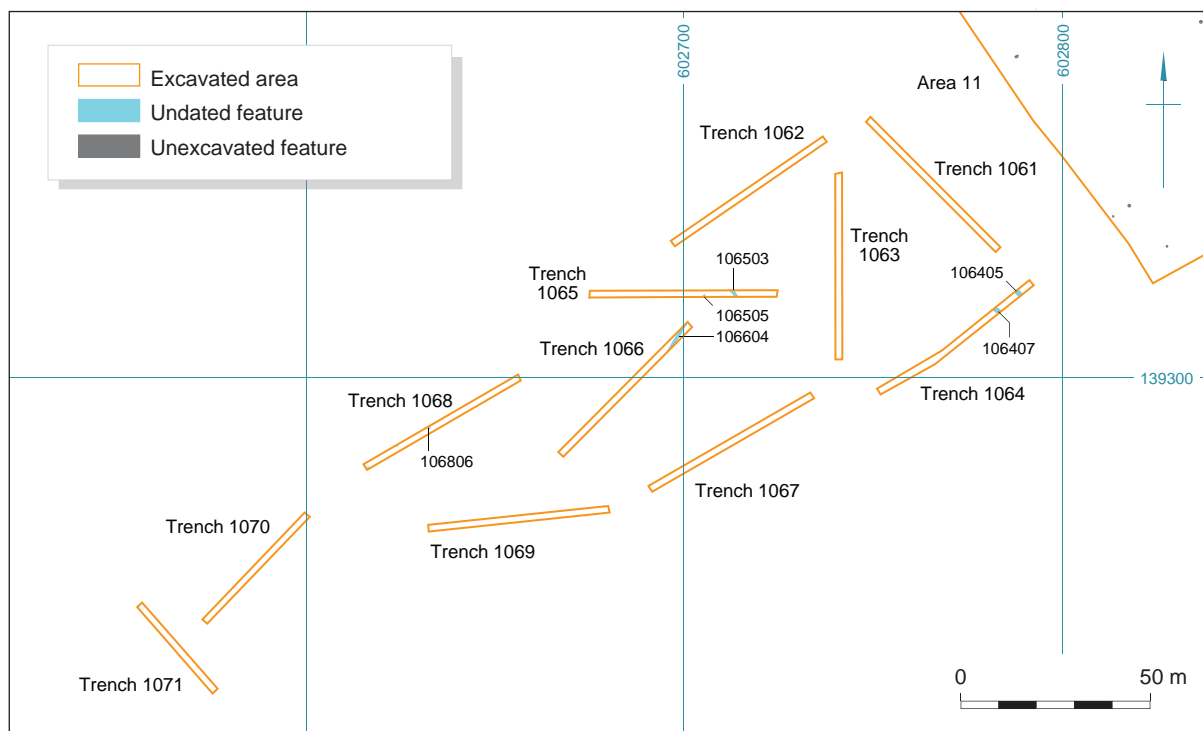 Excavated area
Undated feature
Unexcavated feature
602700
602800
Area 11
Trench 1062
Trench 1061
Trench
1063
Trench
1065
106503
106505
106405
106407
Trench 1066
106604
139300
Trench 1064
Trench 1068
106806
Trench 1067
Trench 1070
Trench 1069
Trench 1071
0
50 m